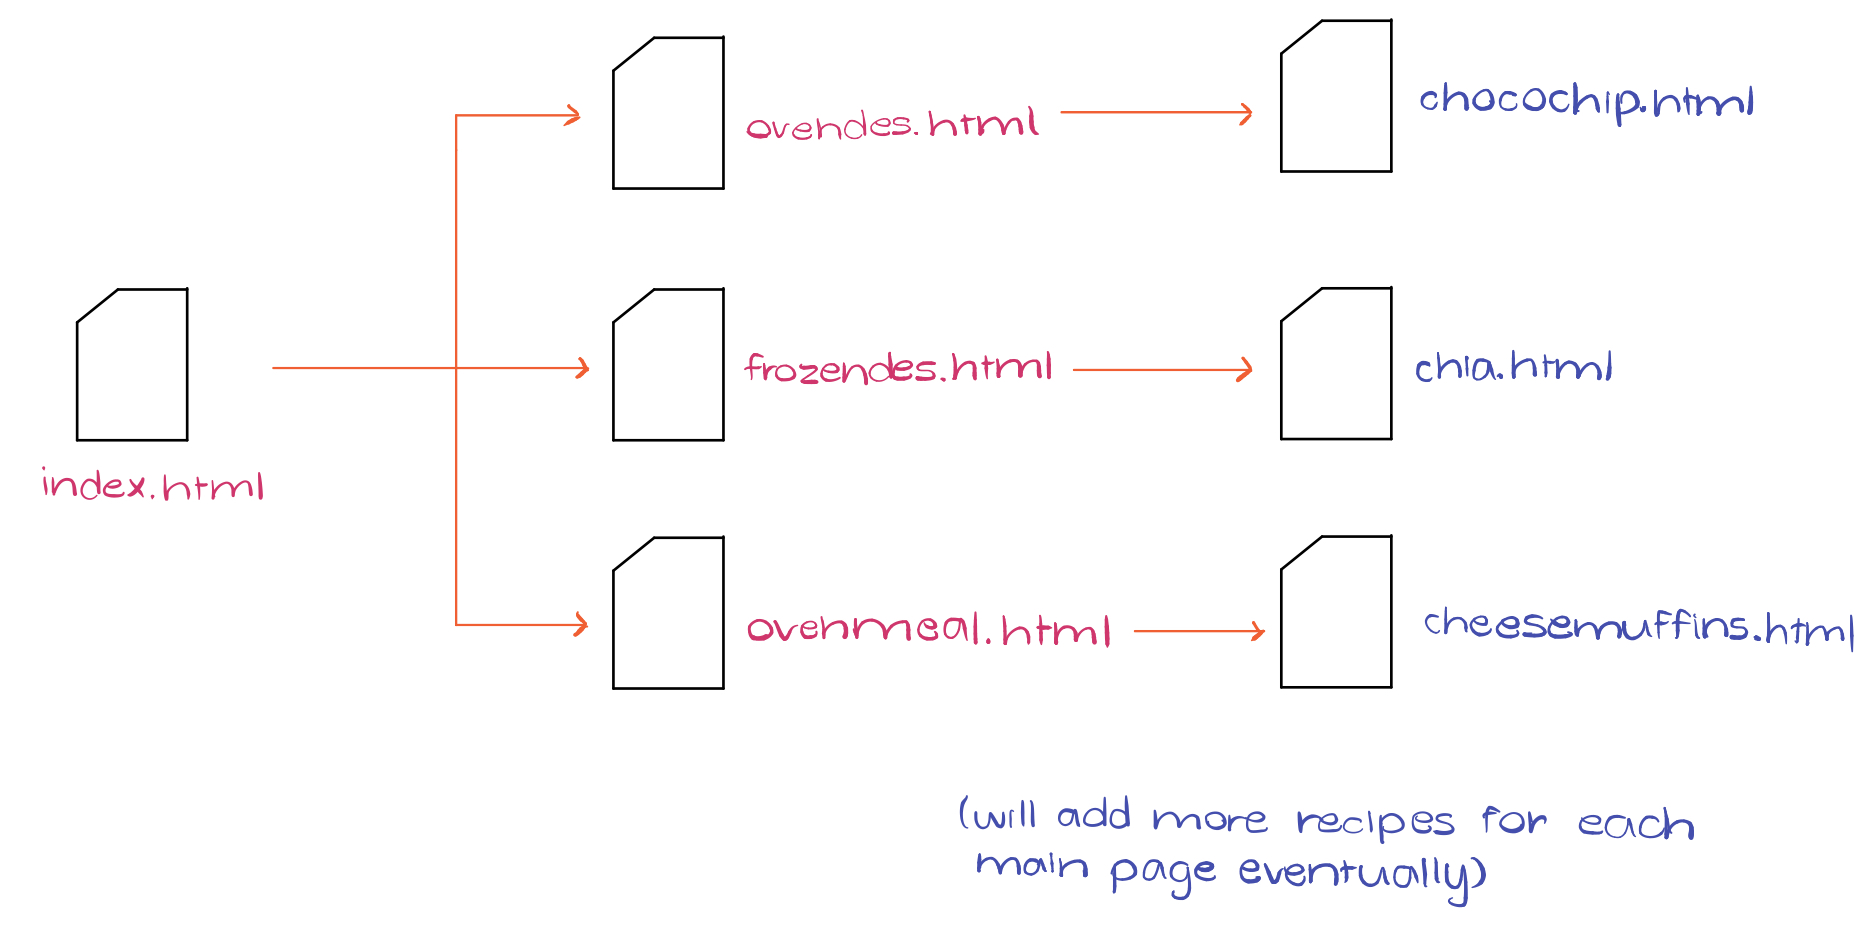 ovendes.html
chocochip.html
index.html
frozendes.html
chia.html
ovenmeal.html
cheesemuffins.html
(will add more recipes for each
main page eventually)